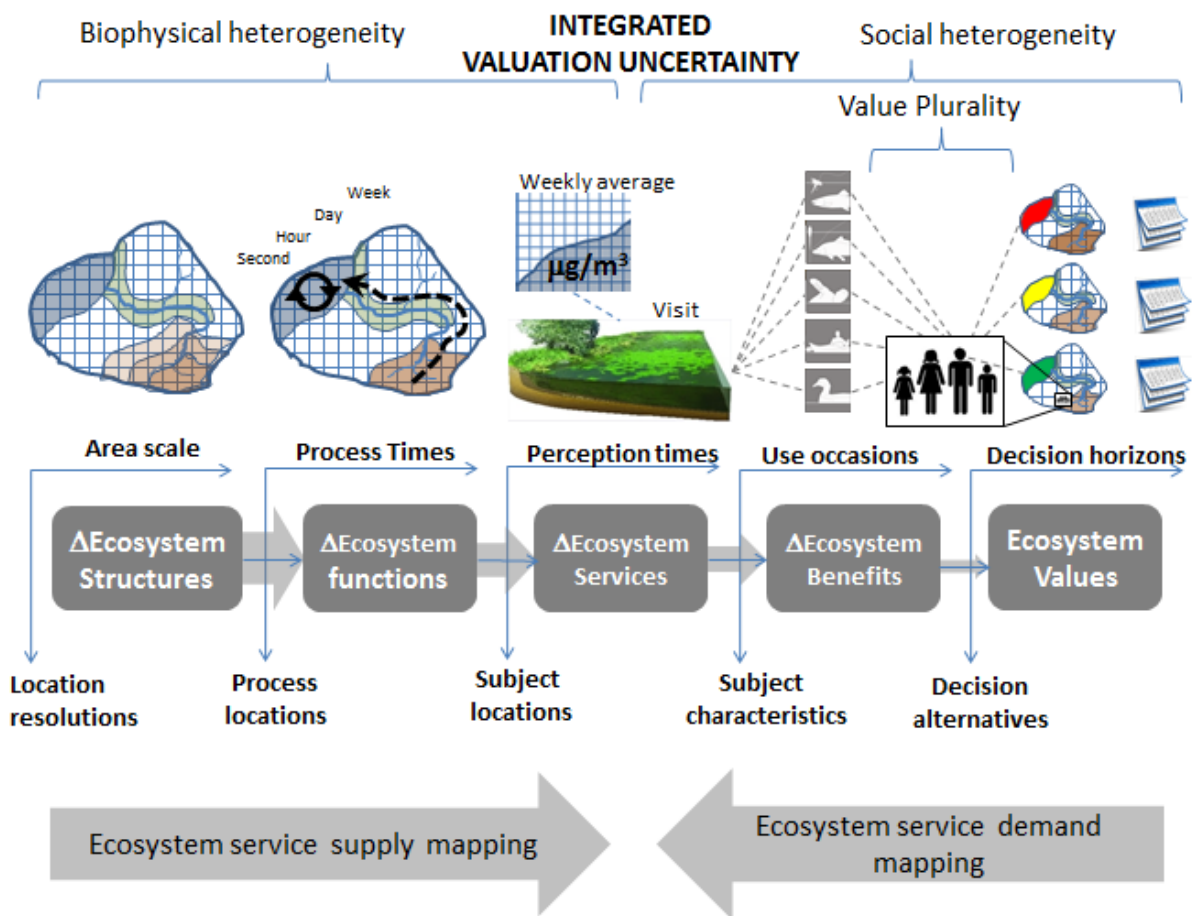 Biophysical heterogeneity
INTEGRATED
VALUATION UNCERTAINTY
Social heterogeneity
Value Plurality
Week
Day
Hour
Second
Weekly average
µg/m³
Visit
Area scale
Process Times
Perception times
Use occasions
Decision horizons
ΔEcosystem
Structures
ΔEcosystem
functions
ΔEcosystem
Services
ΔEcosystem
Benefits
Ecosystem
Values
Location
resolutions
Process
locations
Subject
locations
Subject
characteristics
Decision
alternatives
Ecosystem service supply mapping
Ecosystem service demand
mapping